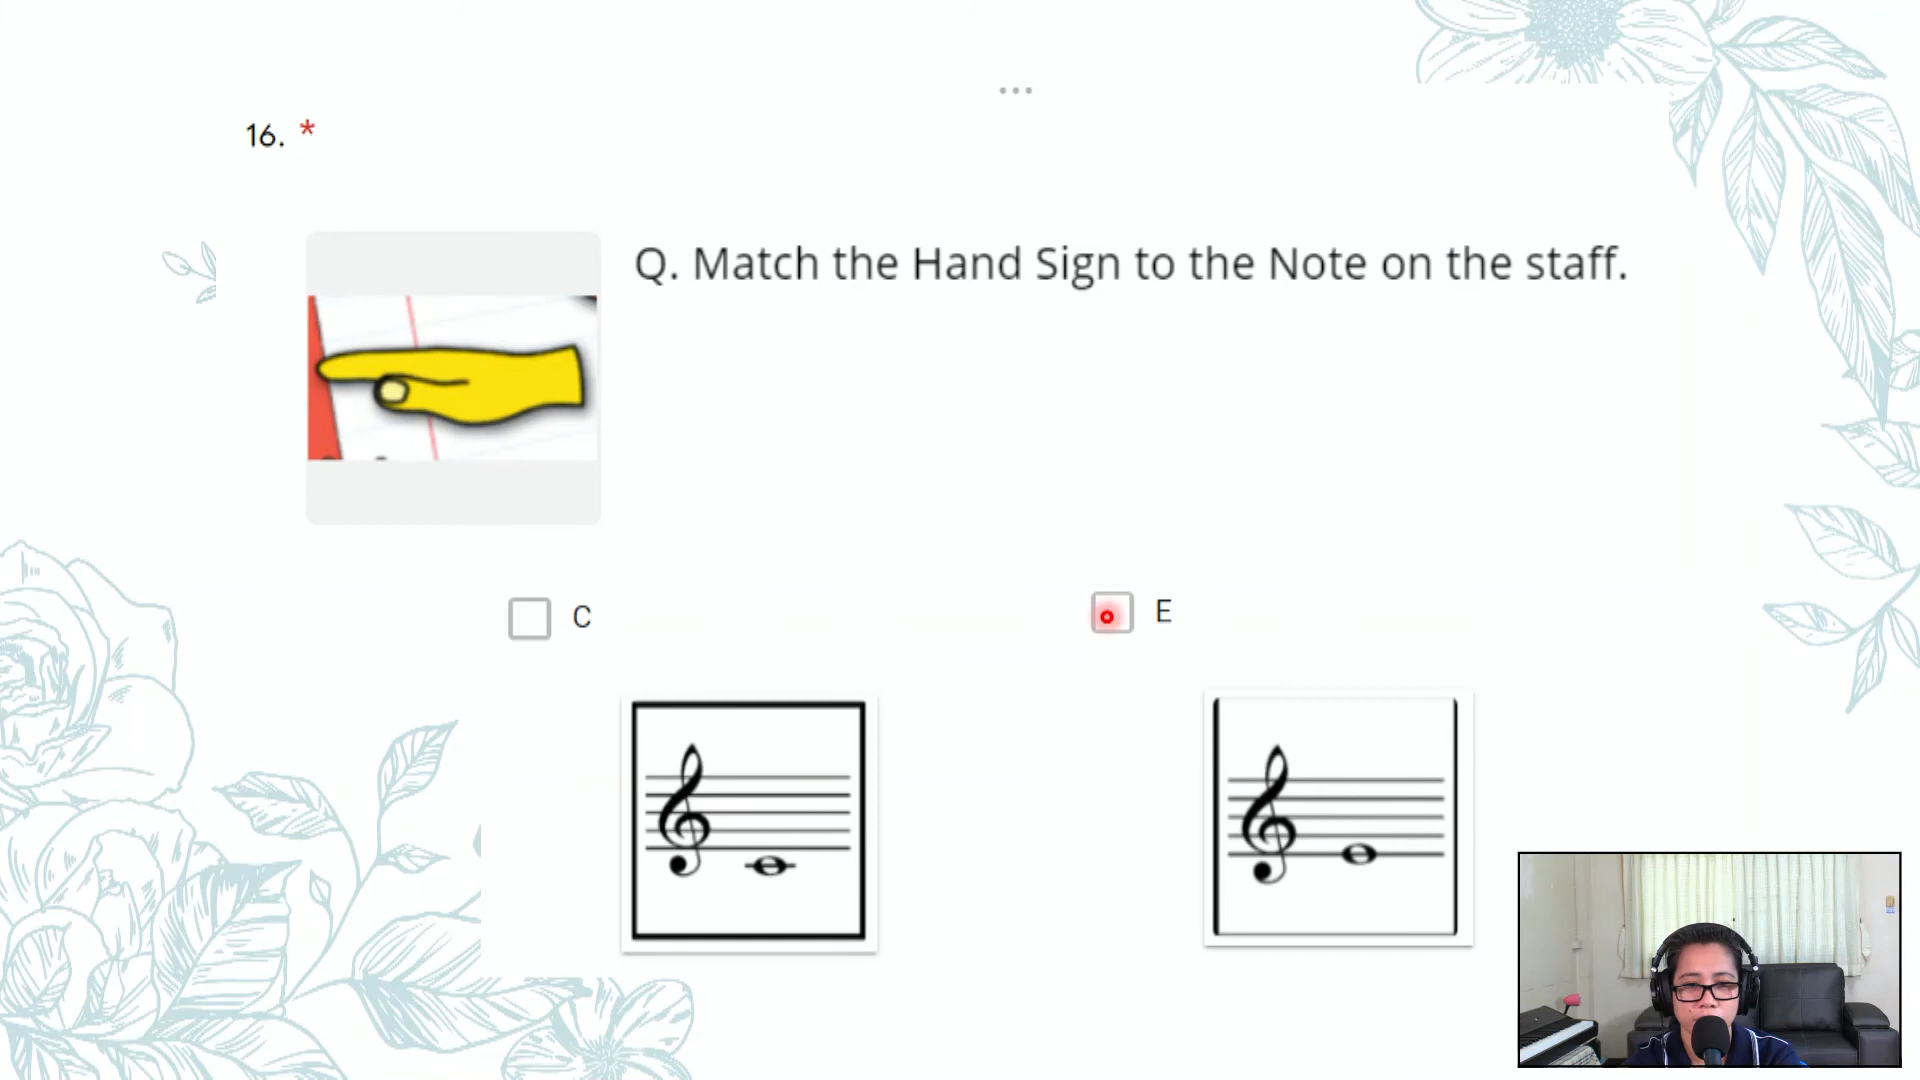 16. *
Q. Match the Hand Sign to the Note on the staff.
C
E